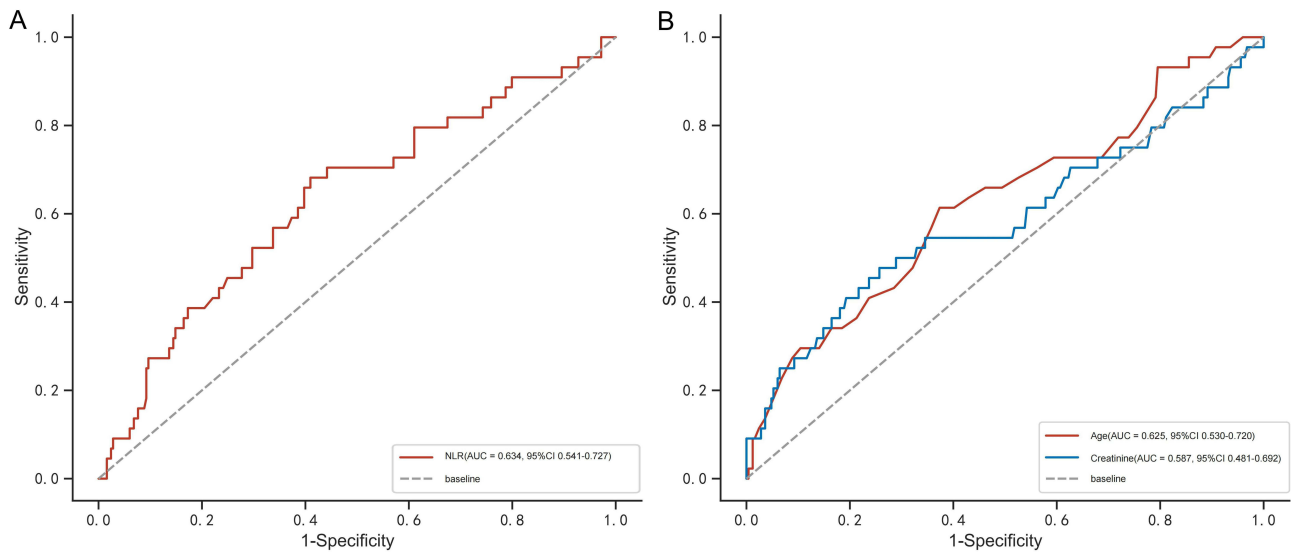 A
1.0
0.8
0.6
0.4
0.2
0.0
Sensitivity
0.0 0.2 0.4 0.6 0.8 1.0
1-Specificity
NLR(AUC = 0.634, 95%CI 0.541-0.727)
baseline
B
1.0
0.8
0.6
0.4
0.2
0.0
Sensitivity
0.0 0.2 0.4 0.6 0.8 1.0
1-Specificity
Age(AUC = 0.625, 95%CI 0.530-0.720)
Creatinine(AUC = 0.587, 95%CI 0.481-0.692)
baseline